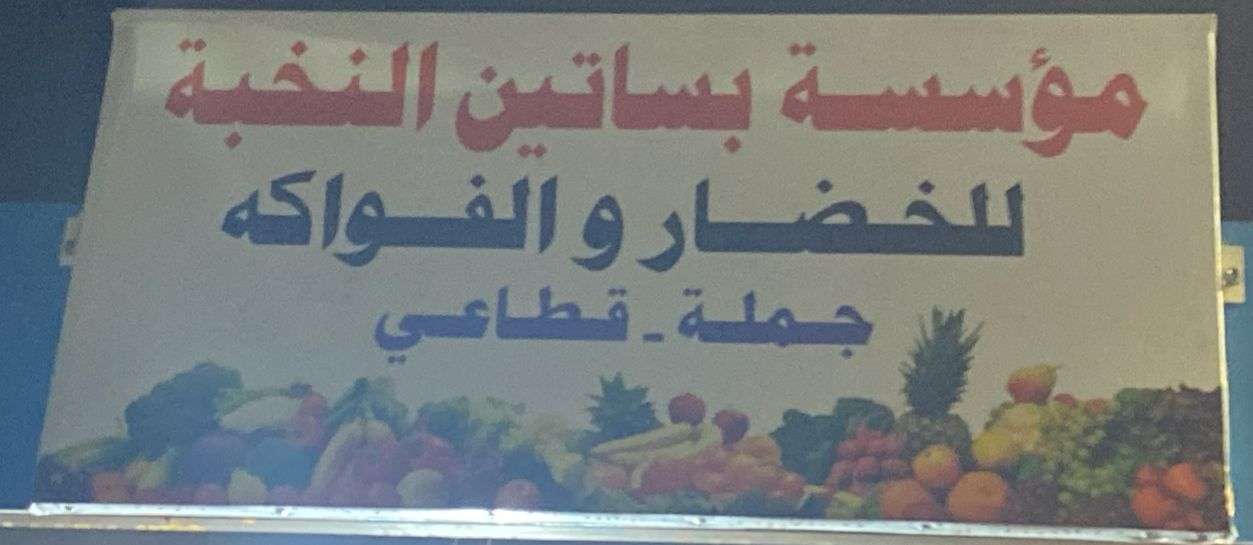 مؤسسة بساتين النخبة
للخضار و الفواكه
جملة - قطاعي